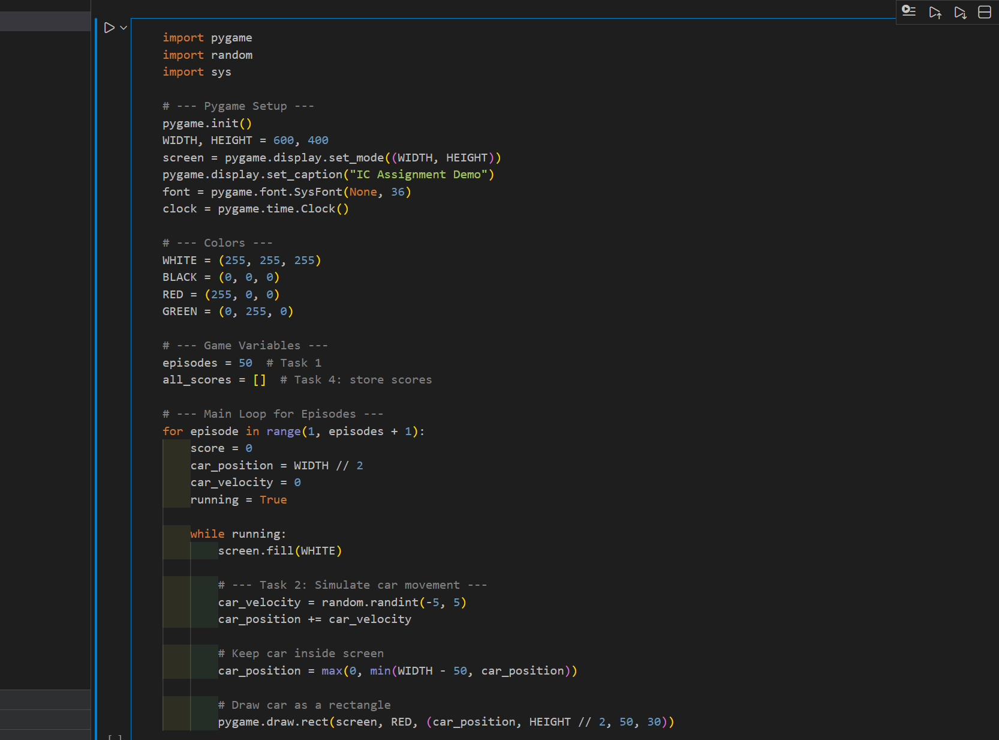 import pygame
import random
import sys
# --- Pygame Setup ---
pygame.init()
WIDTH, HEIGHT = 600, 400
screen = pygame.display.set_mode((WIDTH, HEIGHT))
pygame.display.set_caption("IC Assignment Demo")
font = pygame.font.SysFont(None, 36)
clock = pygame.time.Clock()
# --- Colors ---
WHITE = (255, 255, 255)
BLACK = (0, 0, 0)
RED = (255, 0, 0)
GREEN = (0, 255, 0)
# --- Game Variables ---
episodes = 50  # Task 1
all_scores = []  # Task 4: store scores
# --- Main Loop for Episodes ---
for episode in range(1, episodes + 1):
    score = 0
    car_position = WIDTH // 2
    car_velocity = 0
    running = True
    while running:
        screen.fill(WHITE)
        # --- Task 2: Simulate car movement ---
        car_velocity = random.randint(-5, 5)
        car_position += car_velocity
        # Keep car inside screen
        car_position = max(0, min(WIDTH - 50, car_position))
        # Draw car as a rectangle
        pygame.draw.rect(screen, RED, (car_position, HEIGHT // 2, 50, 30))
[ ]